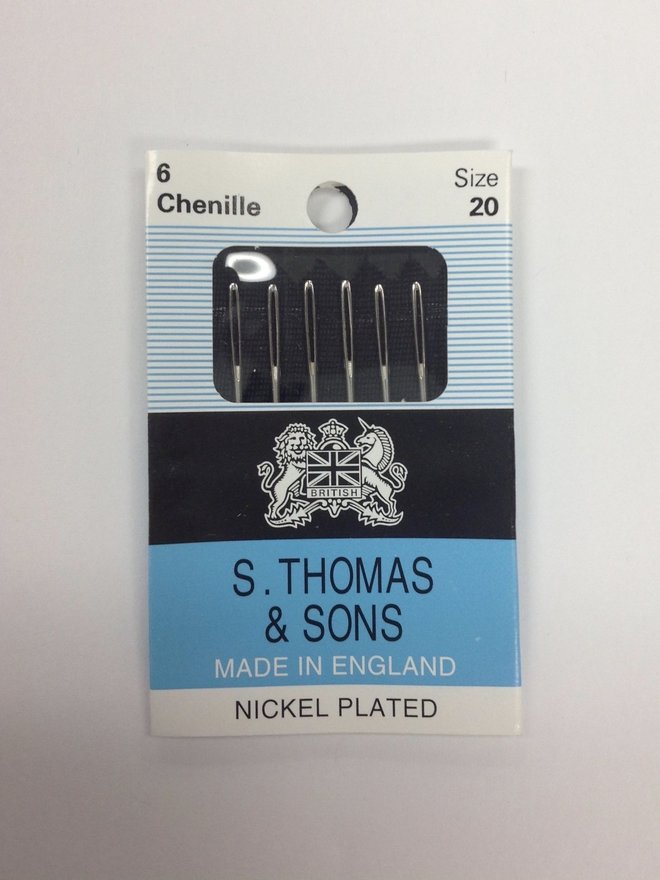 6
Chenille
Size
20
BRITISH
S. THOMAS
& SONS
MADE IN ENGLAND
NICKEL PLATED